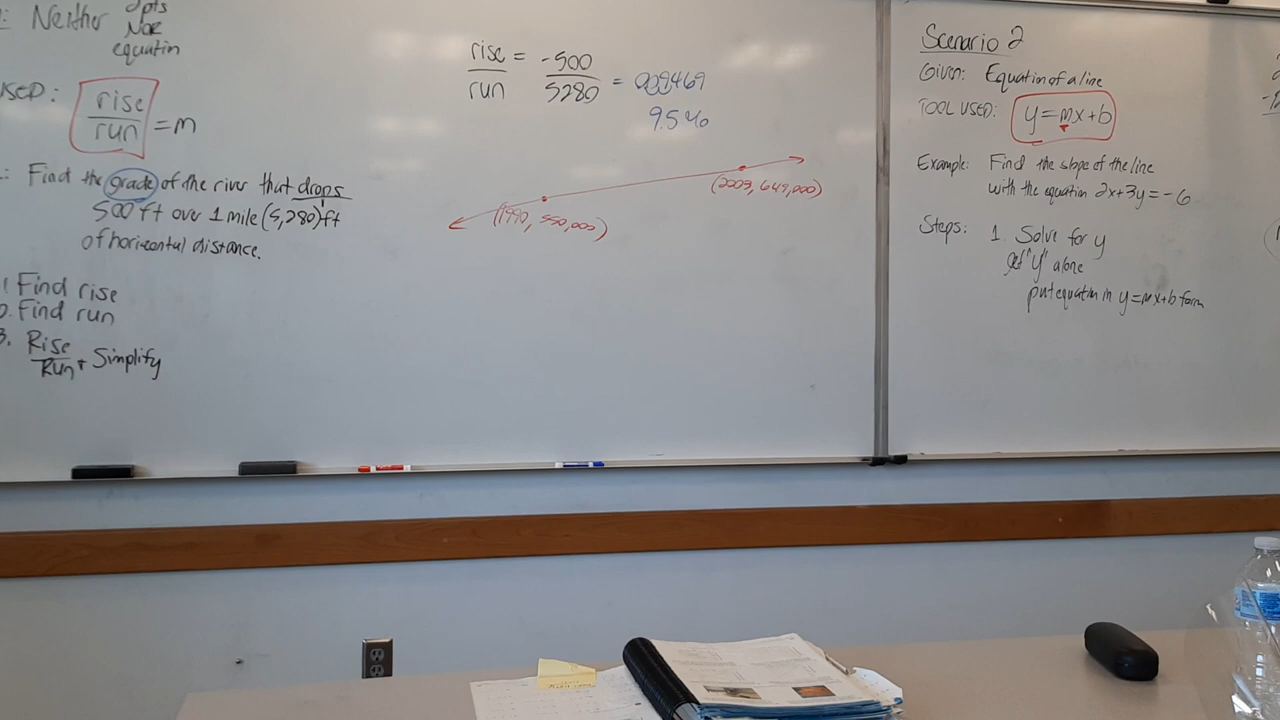 : Neither 2pts
NOR
equation
USED: rise
run = m
: Find the grade of the river that drops
500 ft over 1 mile (5,280) ft
of horizontal distance.
1. Find rise
2. Find run
3. Rise
Run + Simplify
rise = -500
run 5280 = 009469
9.5%
(1990, 550,000)
(2009, 649,000)
Scenario 2
Given: Equation of a line
TOOL USED: y=mx+b
Example: Find the slope of the line
with the equation 2x+3y=-6
Steps: 1. Solve for y
get "y" alone
put equation in y=mx+b form